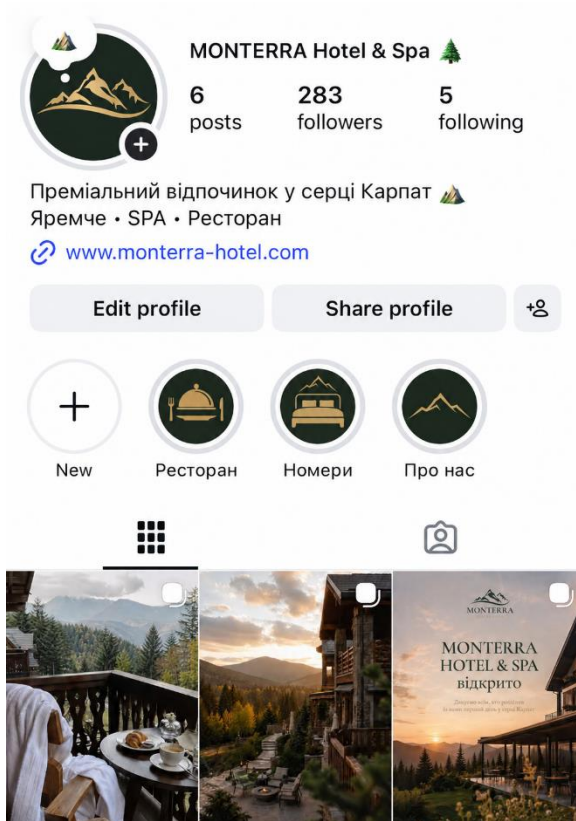 MONTERRA Hotel & Spa
6 283 5
posts followers following
Преміальний відпочинок у серці Карпат
Яремче • SPA • Ресторан
www.monterra-hotel.com
Edit profile Share profile
New Ресторан Номери Про нас
MONTERRA
MONTERRA
HOTEL & SPA
відкрито